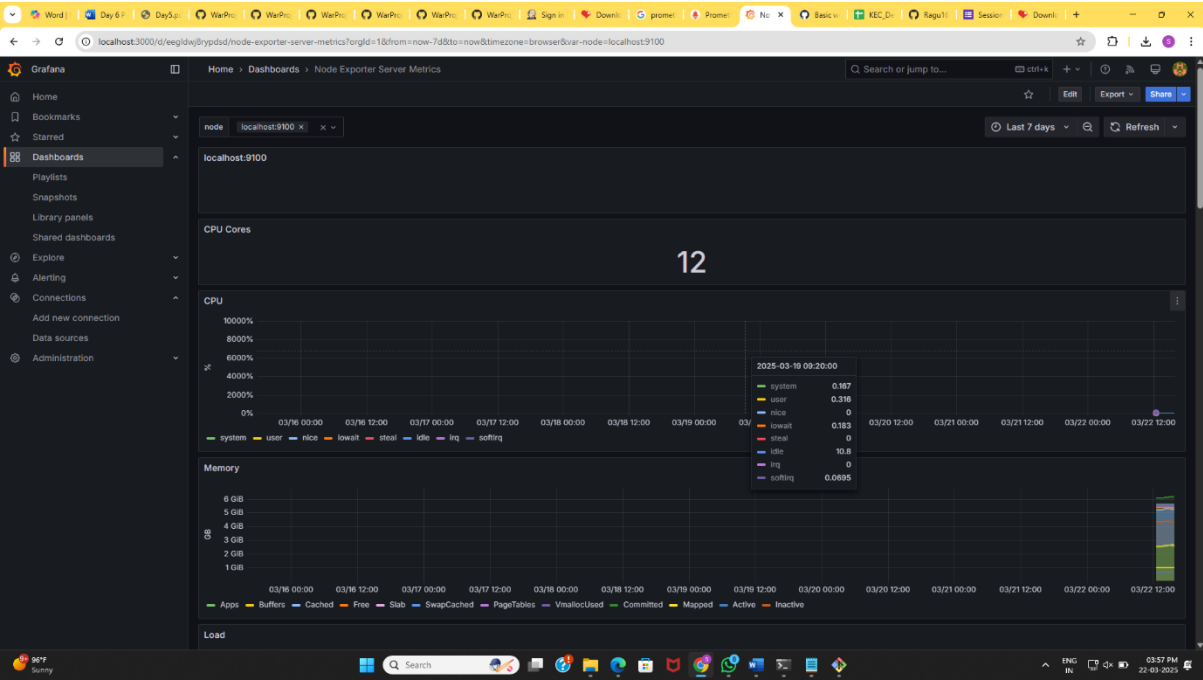 Word |
Day 6 P
Day5.p
WarPro
WarPro
WarPro
WarPro
WarPro
WarPro
Sign in
Downlo
promet
Promet
No
Basic w
KEC_De
Ragu1
Session
Downlo
localhost:3000/d/eegldwj8rypdsd/node-exporter-server-metrics?orgId=1&from=now-7d&to=now&timezone=browser&var-node=localhost:9100
Grafana
Home > Dashboards > Node Exporter Server Metrics
Search or jump to...
ctrl+k
Edit
Export
Share
Home
Bookmarks
Starred
Dashboards
Playlists
Snapshots
Library panels
Shared dashboards
Explore
Alerting
Connections
Add new connection
Data sources
Administration
node
localhost:9100 ×
Last 7 days
Refresh
localhost:9100
CPU Cores
12
CPU
%
10000%
8000%
6000%
4000%
2000%
0%
03/16 00:00 03/16 12:00 03/17 00:00 03/17 12:00 03/18 00:00 03/18 12:00 03/19 00:00 03/ 03/20 12:00 03/21 00:00 03/21 12:00 03/22 00:00 03/22 12:00
system user nice iowait steal idle irq softirq
2025-03-19 09:20:00
system 0.167
user 0.316
nice 0
iowait 0.183
steal 0
idle 10.8
irq 0
softirq 0.0695
Memory
GB
6 GiB
5 GiB
4 GiB
3 GiB
2 GiB
1 GiB
03/16 00:00 03/16 12:00 03/17 00:00 03/17 12:00 03/18 00:00 03/18 12:00 03/19 00:00 03/19 12:00 03/20 00:00 03/20 12:00 03/21 00:00 03/21 12:00 03/22 00:00 03/22 12:00
Apps Buffers Cached Free Slab SwapCached PageTables VmallocUsed Committed Mapped Active Inactive
Load
96°F
Sunny
Search
ENG
IN
03:57 PM
22-03-2025